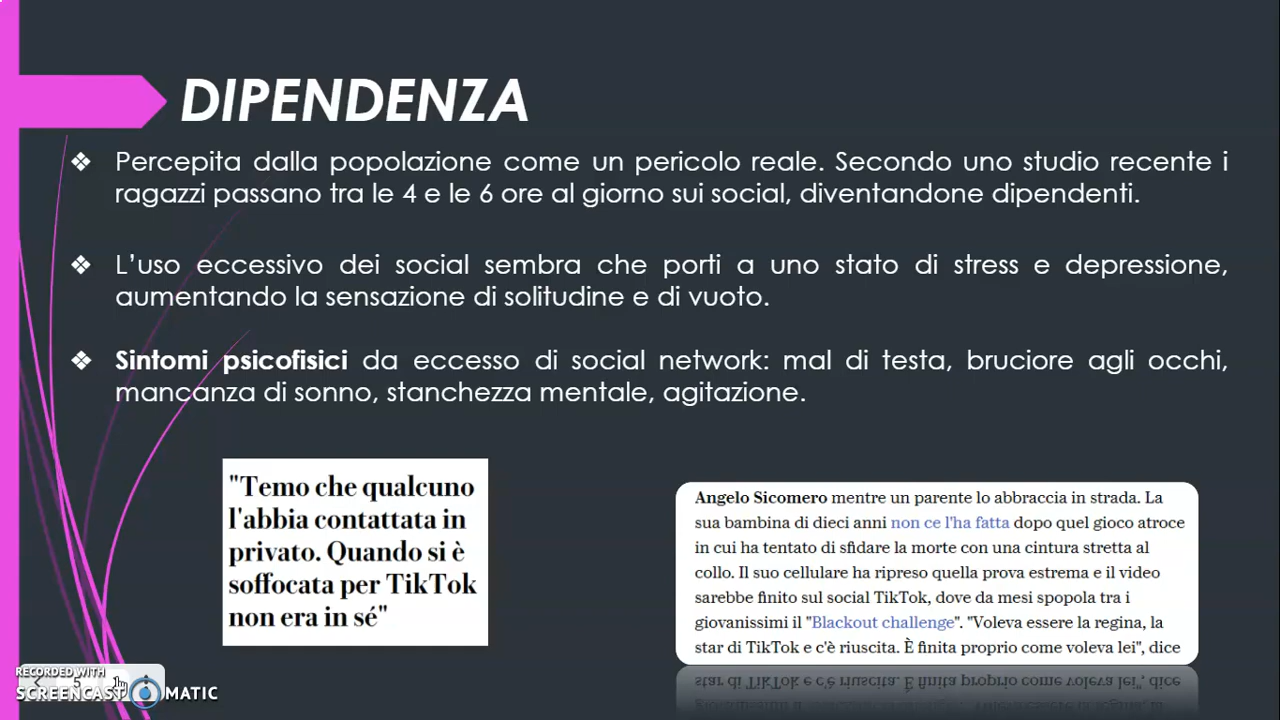 DIPENDENZA
❖ Percepita dalla popolazione come un pericolo reale. Secondo uno studio recente i
ragazzi passano tra le 4 e le 6 ore al giorno sui social, diventandone dipendenti.
❖ L’uso eccessivo dei social sembra che porti a uno stato di stress e depressione,
aumentando la sensazione di solitudine e di vuoto.
❖ Sintomi psicofisici da eccesso di social network: mal di testa, bruciore agli occhi,
mancanza di sonno, stanchezza mentale, agitazione.
"Temo che qualcuno
l'abbia contattata in
privato. Quando si è
soffocata per TikTok
non era in sé"
Angelo Sicomero mentre un parente lo abbraccia in strada. La
sua bambina di dieci anni non ce l'ha fatta dopo quel gioco atroce
in cui ha tentato di sfidare la morte con una cintura stretta al
collo. Il suo cellulare ha ripreso quella prova estrema e il video
sarebbe finito sul social TikTok, dove da mesi spopola tra i
giovanissimi il "Blackout challenge". "Voleva essere la regina, la
star di TikTok e c'è riuscita. È finita proprio come voleva lei", dice
RECORDED WITH
5
SCREENCAST MATIC